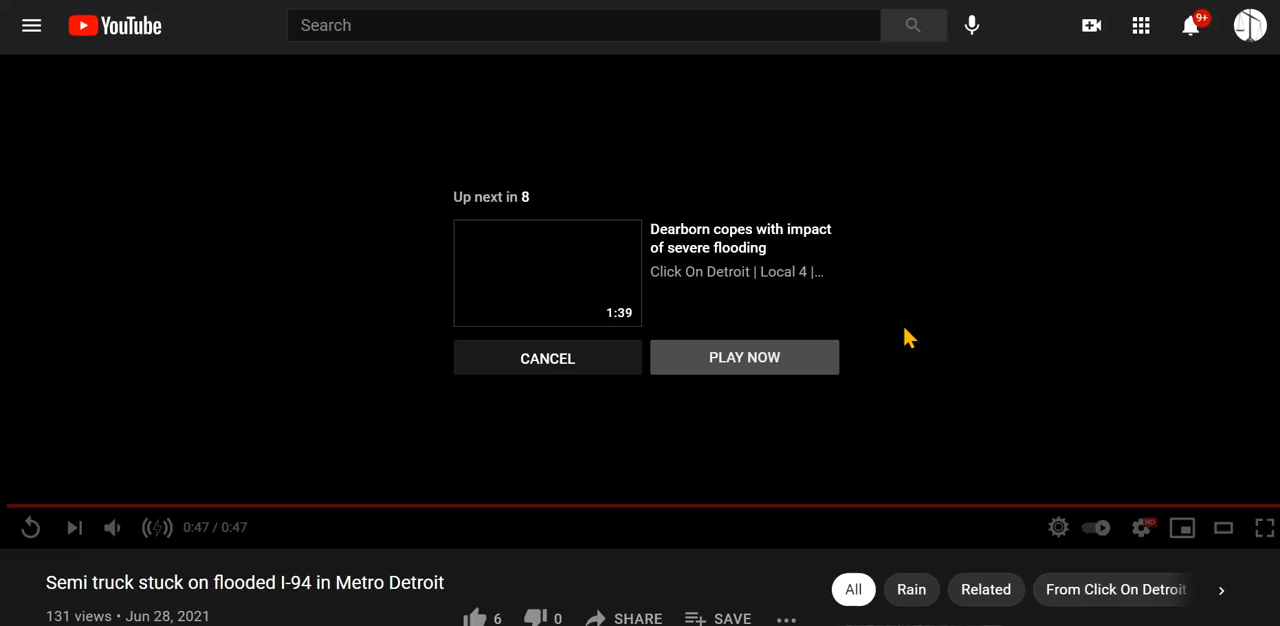 YouTube
Search
9+
Up next in 8
Dearborn copes with impact
of severe flooding
Click On Detroit | Local 4 |...
1:39
CANCEL
PLAY NOW
0:47 / 0:47
HD
Semi truck stuck on flooded I-94 in Metro Detroit
All
Rain
Related
From Click On Detroit
131 views • Jun 28, 2021
6
0
SHARE
SAVE